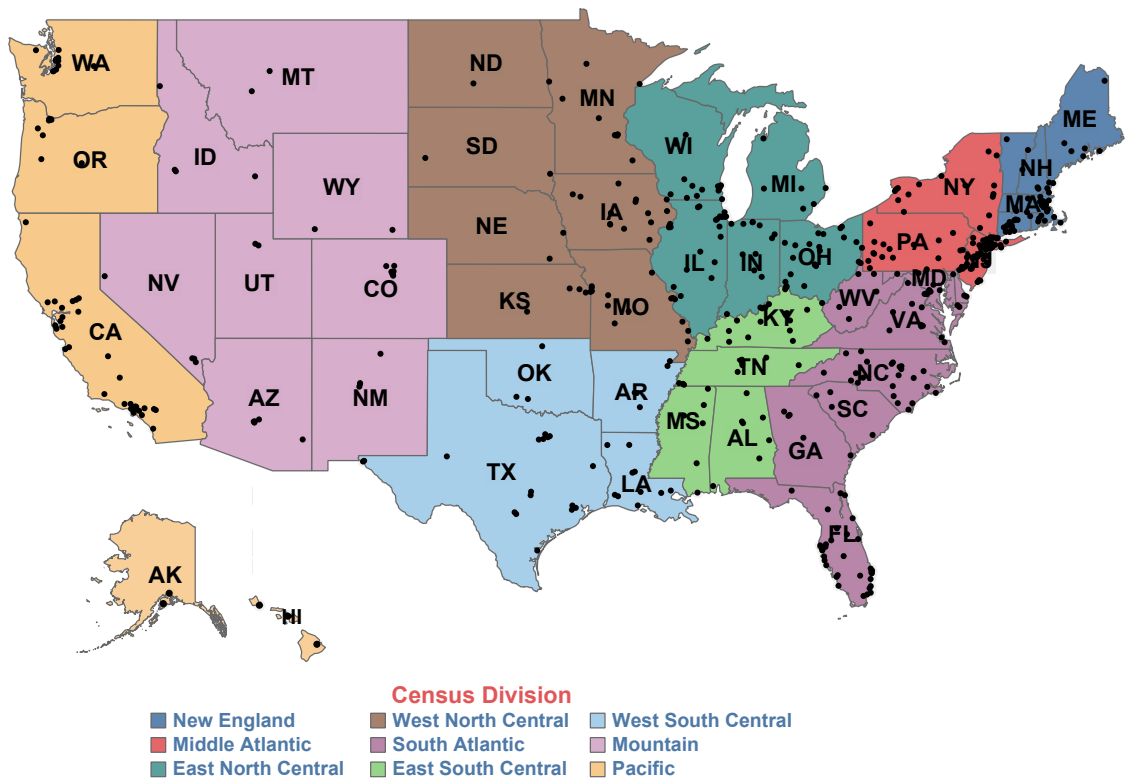 WA
MT
ND
MN
ME
OR
ID
SD
WI
MI
NY
NH
MA
WY
NE
IA
PA
NV
UT
CO
KS
MO
IL
IN
OH
NJ
MD
WV
VA
CA
KY
AZ
NM
OK
AR
TN
NC
SC
TX
LA
MS
AL
GA
FL
AK
HI
Census Division
New England
West North Central
West South Central
Middle Atlantic
South Atlantic
Mountain
East North Central
East South Central
Pacific